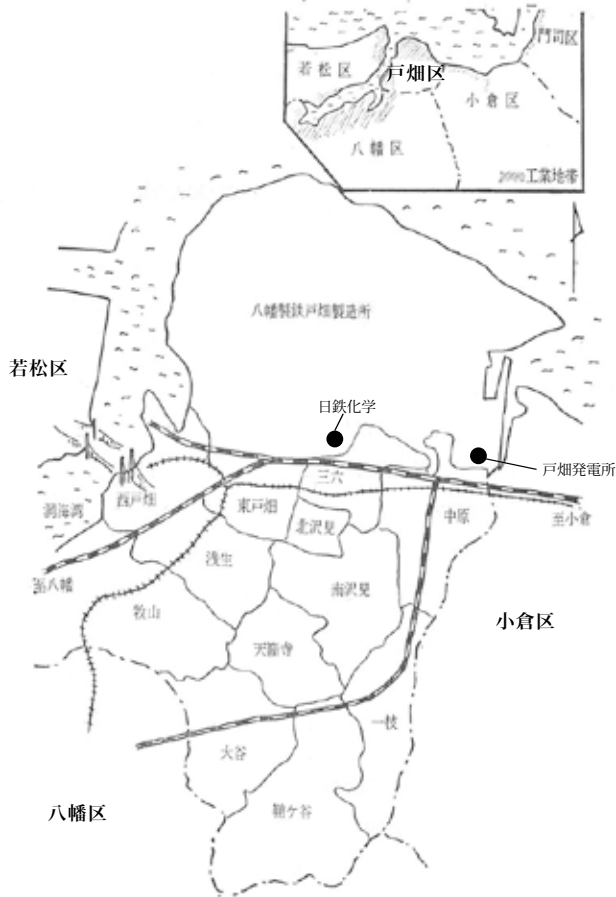 門司区
若松区
戸畑区
小倉区
八幡区
工業地帯
八幡製鉄戸畑製造所
若松区
日鉄化学
戸畑発電所
三六
西戸畑
東戸畑
洞海湾
中原
至小倉
北沢見
浅生
至八幡
南沢見
牧山
小倉区
天籟寺
一枝
大谷
八幡区
鞘ケ谷